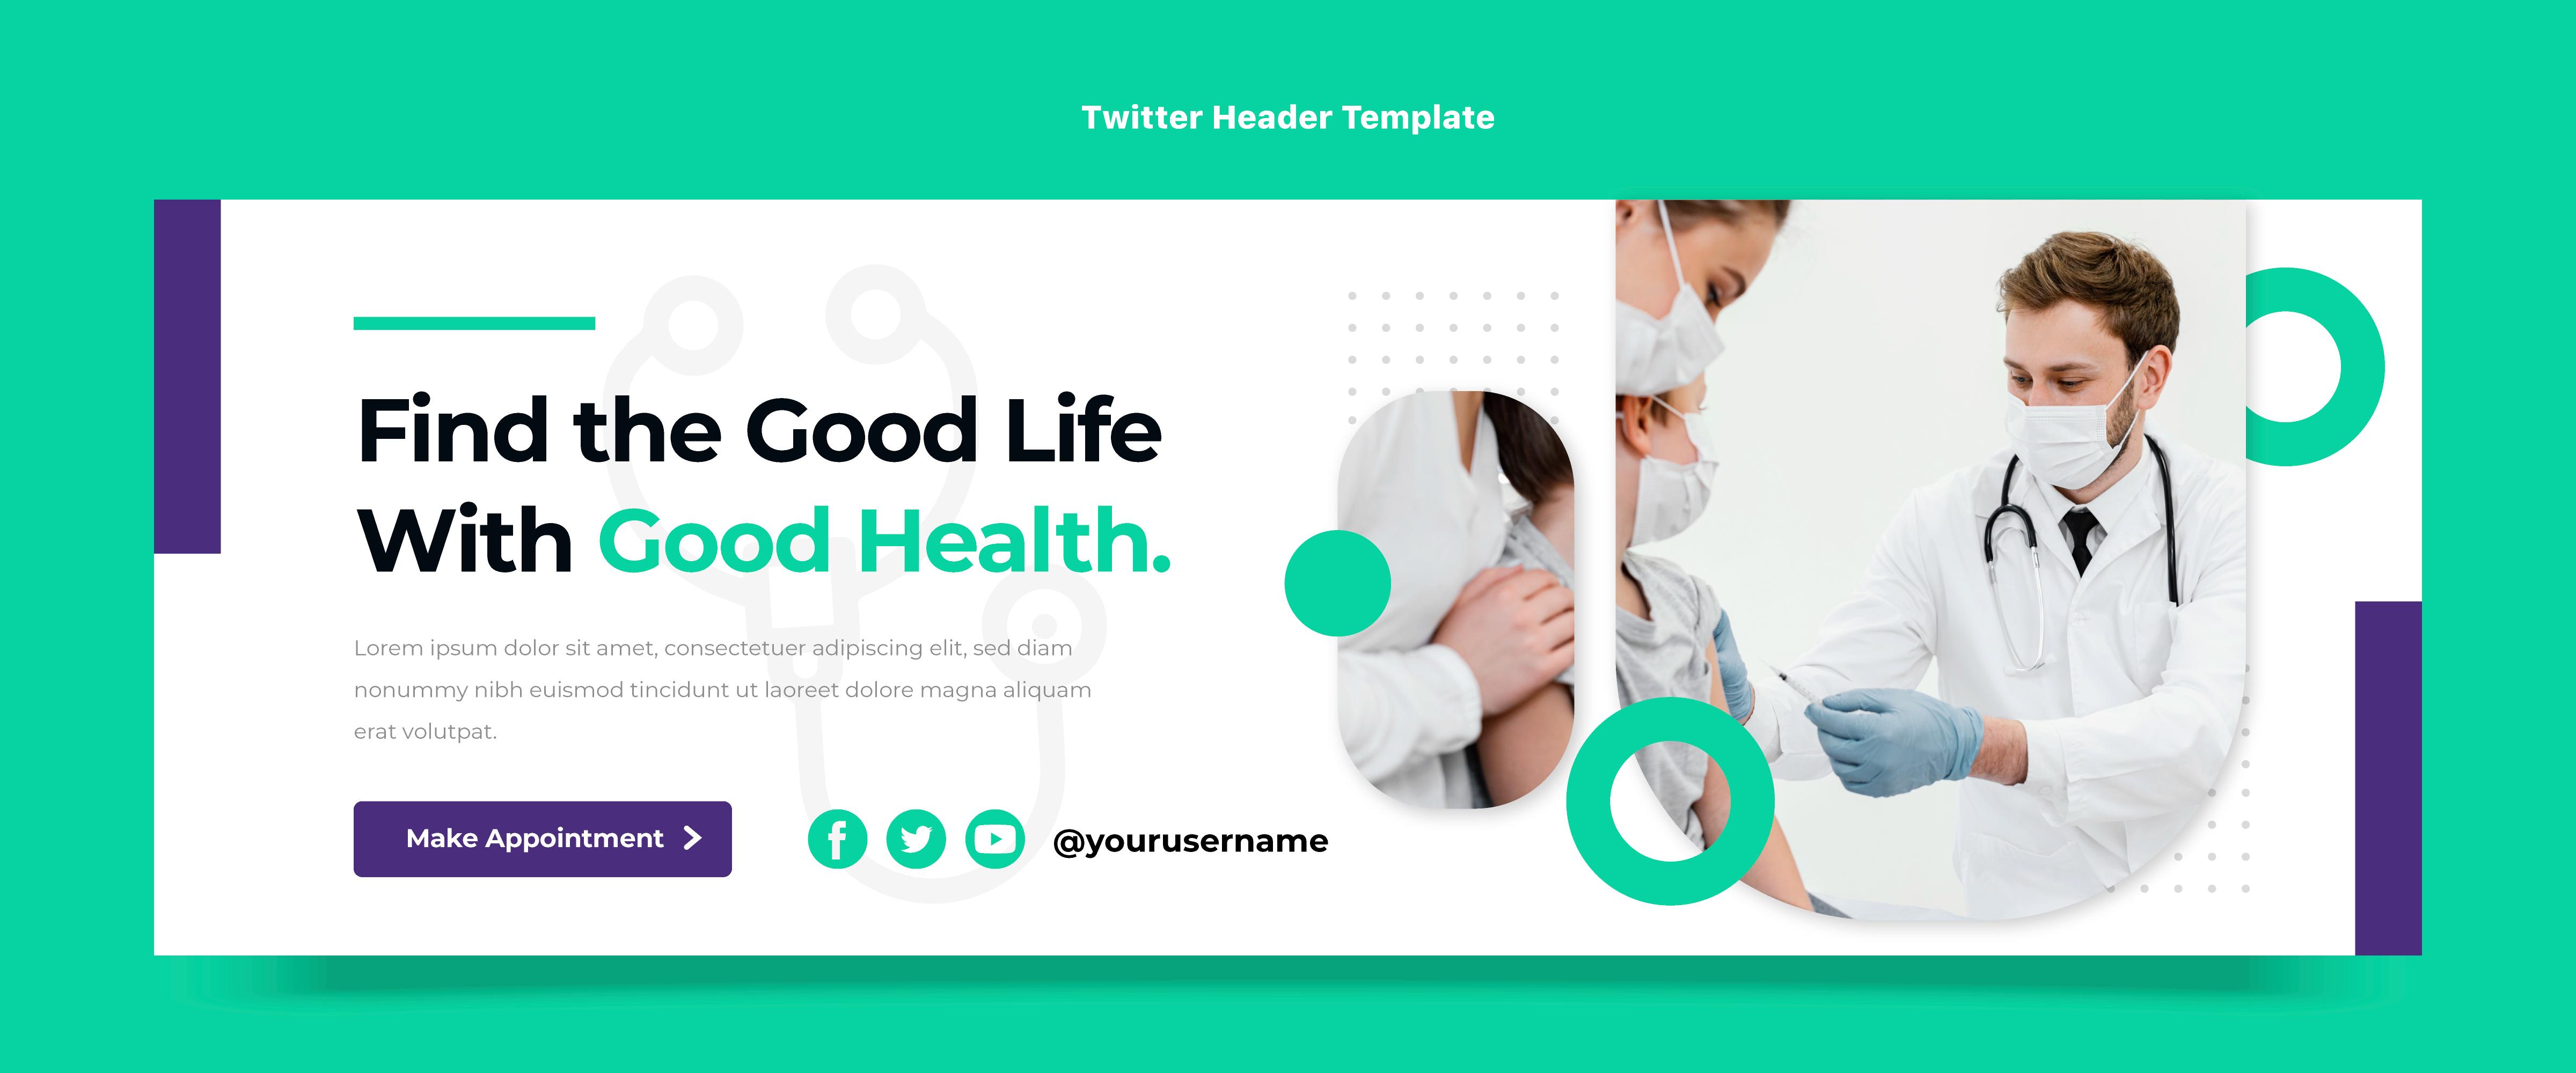 Twitter Header Template
Find the Good Life
With Good Health.
Lorem ipsum dolor sit amet, consectetuer adipiscing elit, sed diam
nonummy nibh euismod tincidunt ut laoreet dolore magna aliquam
erat volutpat.
Make Appointment
@yourusername